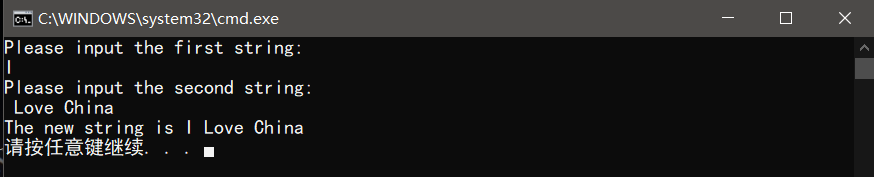 C:\WINDOWS\system32\cmd.exe
Please input the first string:
I
Please input the second string:
 Love China
The new string is I Love China
请按任意键继续. . .